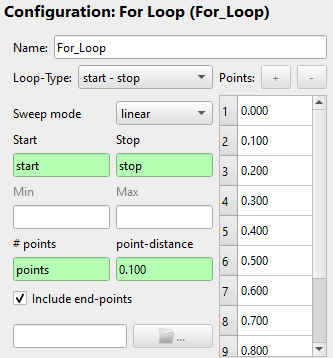 Configuration: For Loop (For_Loop)
Name: For_Loop
Loop-Type: start - stop
Points: + -
Sweep mode linear
Start Stop
start stop
Min Max
# points point-distance
points 0.100
Include end-points
...
1 0.000
2 0.100
3 0.200
4 0.300
5 0.400
6 0.500
7 0.600
8 0.700
9 0.800